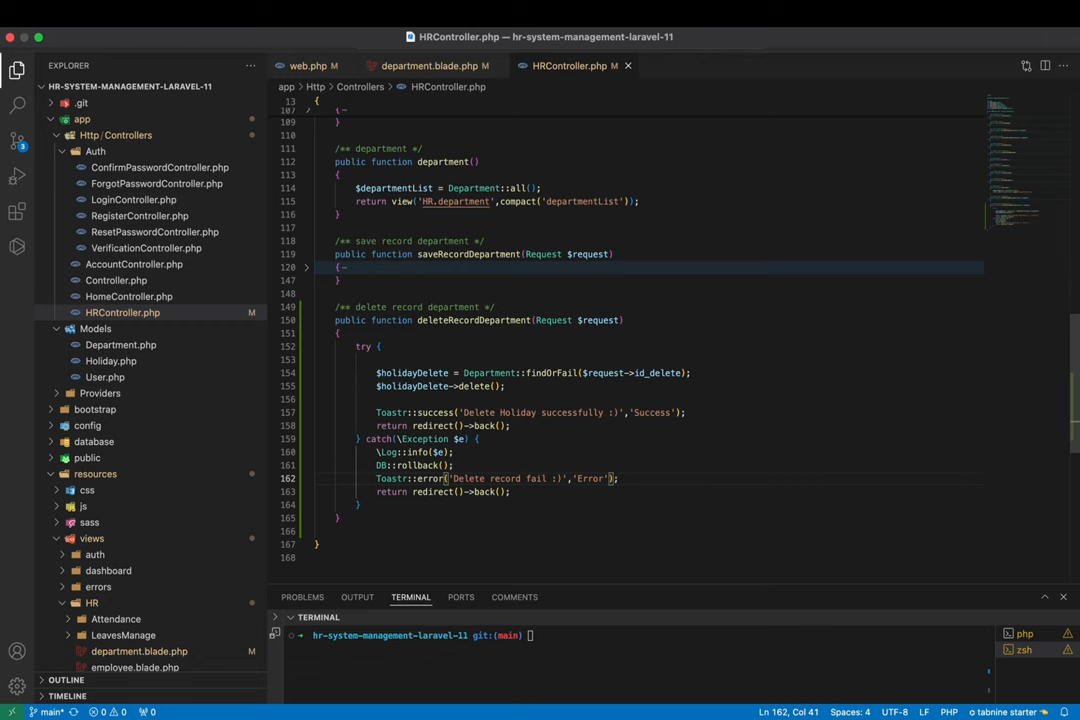 HRController.php — hr-system-management-laravel-11
EXPLORER
web.php M
department.blade.php M
HRController.php M
HR-SYSTEM-MANAGEMENT-LARAVEL-11
app > Http > Controllers > HRController.php
.git
app
Http / Controllers
Auth
ConfirmPasswordController.php
ForgotPasswordController.php
LoginController.php
RegisterController.php
ResetPasswordController.php
VerificationController.php
AccountController.php
Controller.php
HomeController.php
HRController.php M
Models
Department.php
Holiday.php
User.php
Providers
bootstrap
config
database
public
resources
css
js
sass
views
auth
dashboard
errors
HR
Attendance
LeavesManage
department.blade.php M
employee.blade.php
OUTLINE
TIMELINE
3
13 {
107 {
109 }
110
111 /** department */
112 public function department()
113 {
114 $departmentList = Department::all();
115 return view('HR.department',compact('departmentList'));
116 }
117
118 /** save record department */
119 public function saveRecordDepartment(Request $request)
120 {
147 }
148
149 /** delete record department */
150 public function deleteRecordDepartment(Request $request)
151 {
152 try {
153
154 $holidayDelete = Department::findOrFail($request->id_delete);
155 $holidayDelete->delete();
156
157 Toastr::success('Delete Holiday successfully :)','Success');
158 return redirect()->back();
159 } catch(\Exception $e) {
160 \Log::info($e);
161 DB::rollback();
162 Toastr::error('Delete record fail :)','Error');
163 return redirect()->back();
164 }
165 }
166
167 }
168
PROBLEMS OUTPUT TERMINAL PORTS COMMENTS
TERMINAL
hr-system-management-laravel-11 git:(main)
php
zsh
main* 0 0 0
Ln 162, Col 41 Spaces: 4 UTF-8 LF PHP tabnine starter